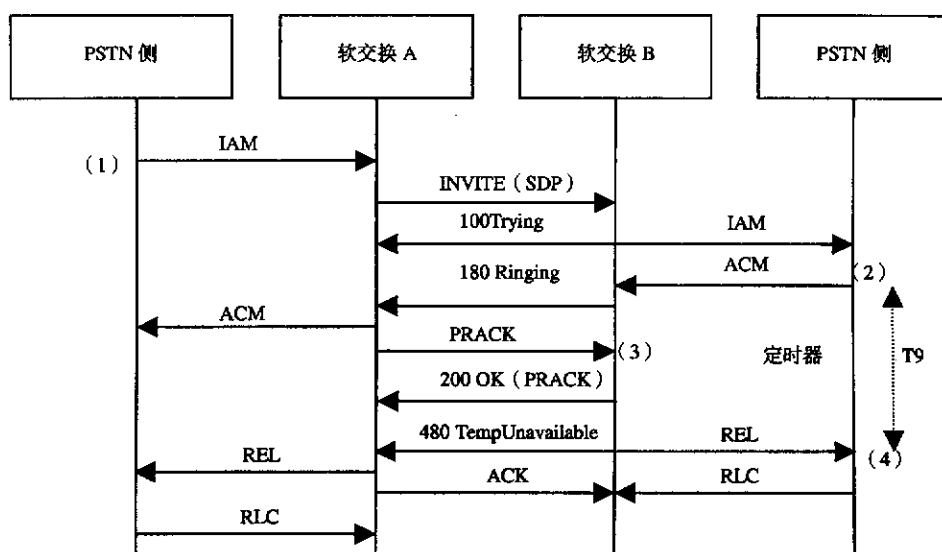 PSTN 侧
软交换 A
软交换 B
PSTN 侧
(1)
IAM
INVITE(SDP)
100Trying
IAM
180 Ringing
ACM
(2)
ACM
PRACK
(3)
定时器
T9
200 OK(PRACK)
480 TempUnavailable
REL
(4)
REL
ACK
RLC
RLC